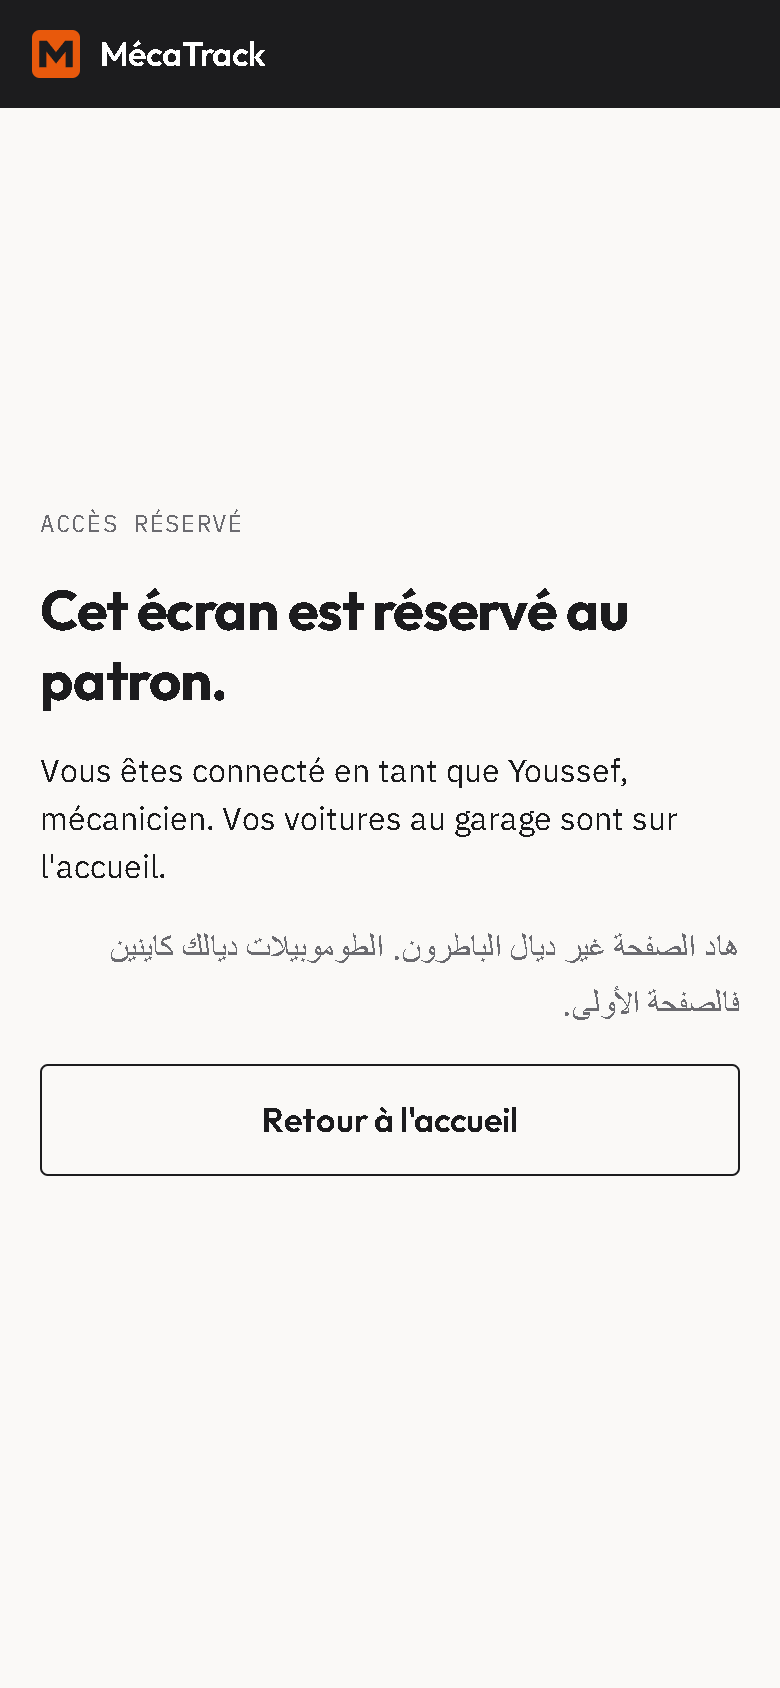 M MécaTrack
ACCÈS RÉSERVÉ
Cet écran est réservé au
patron.
Vous êtes connecté en tant que Youssef,
mécanicien. Vos voitures au garage sont sur
l'accueil.
هاد الصفحة غير ديال الباطرون. الطوموبيلات ديالك كاينين
فالصفحة الأولى.
Retour à l'accueil